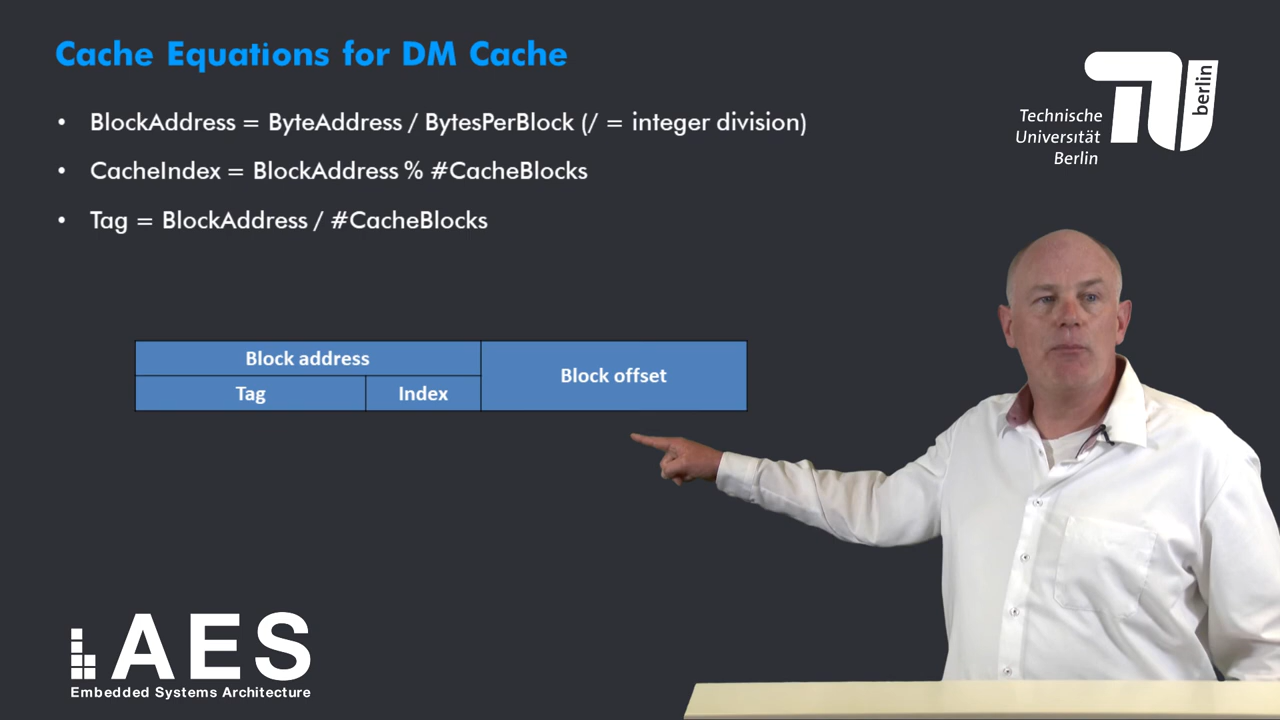 Cache Equations for DM Cache
• BlockAddress = ByteAddress / BytesPerBlock (/ = integer division)
• CacheIndex = BlockAddress % #CacheBlocks
• Tag = BlockAddress / #CacheBlocks
berlin
Technische
Universität
Berlin
Block address
Block offset
Tag
Index
AES
Embedded Systems Architecture